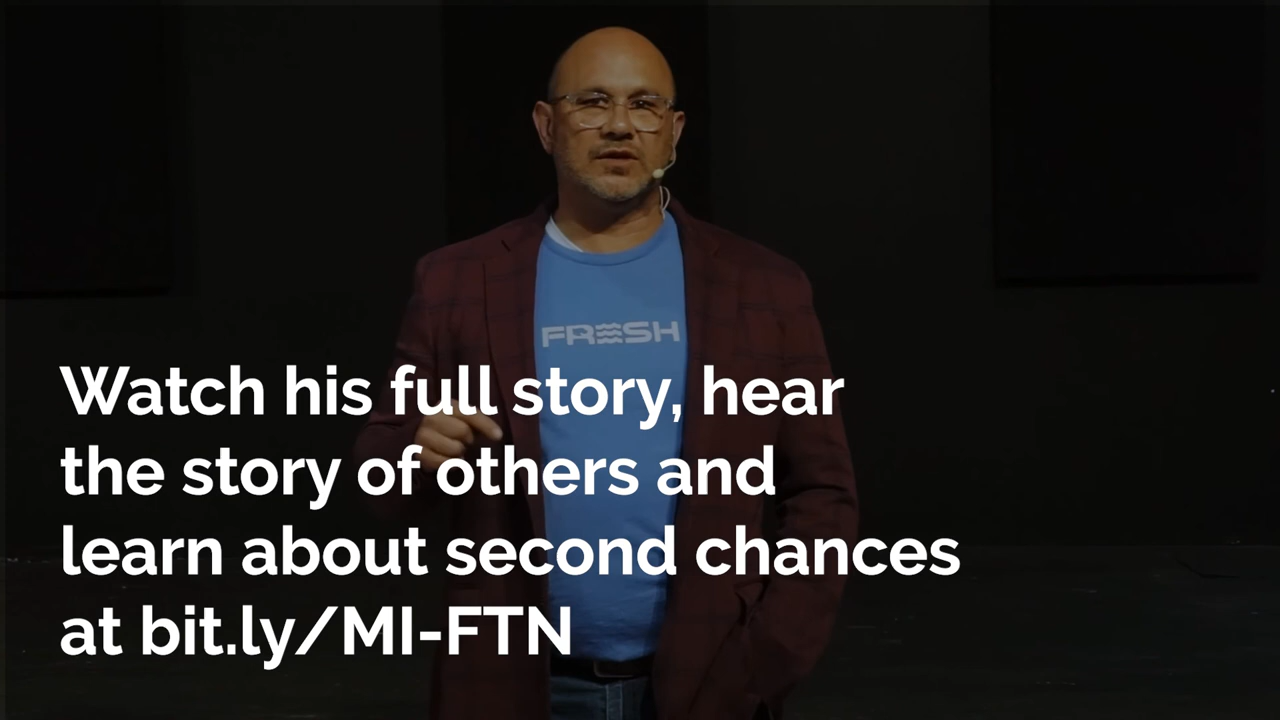 FRESH
Watch his full story, hear
the story of others and
learn about second chances
at bit.ly/MI-FTN